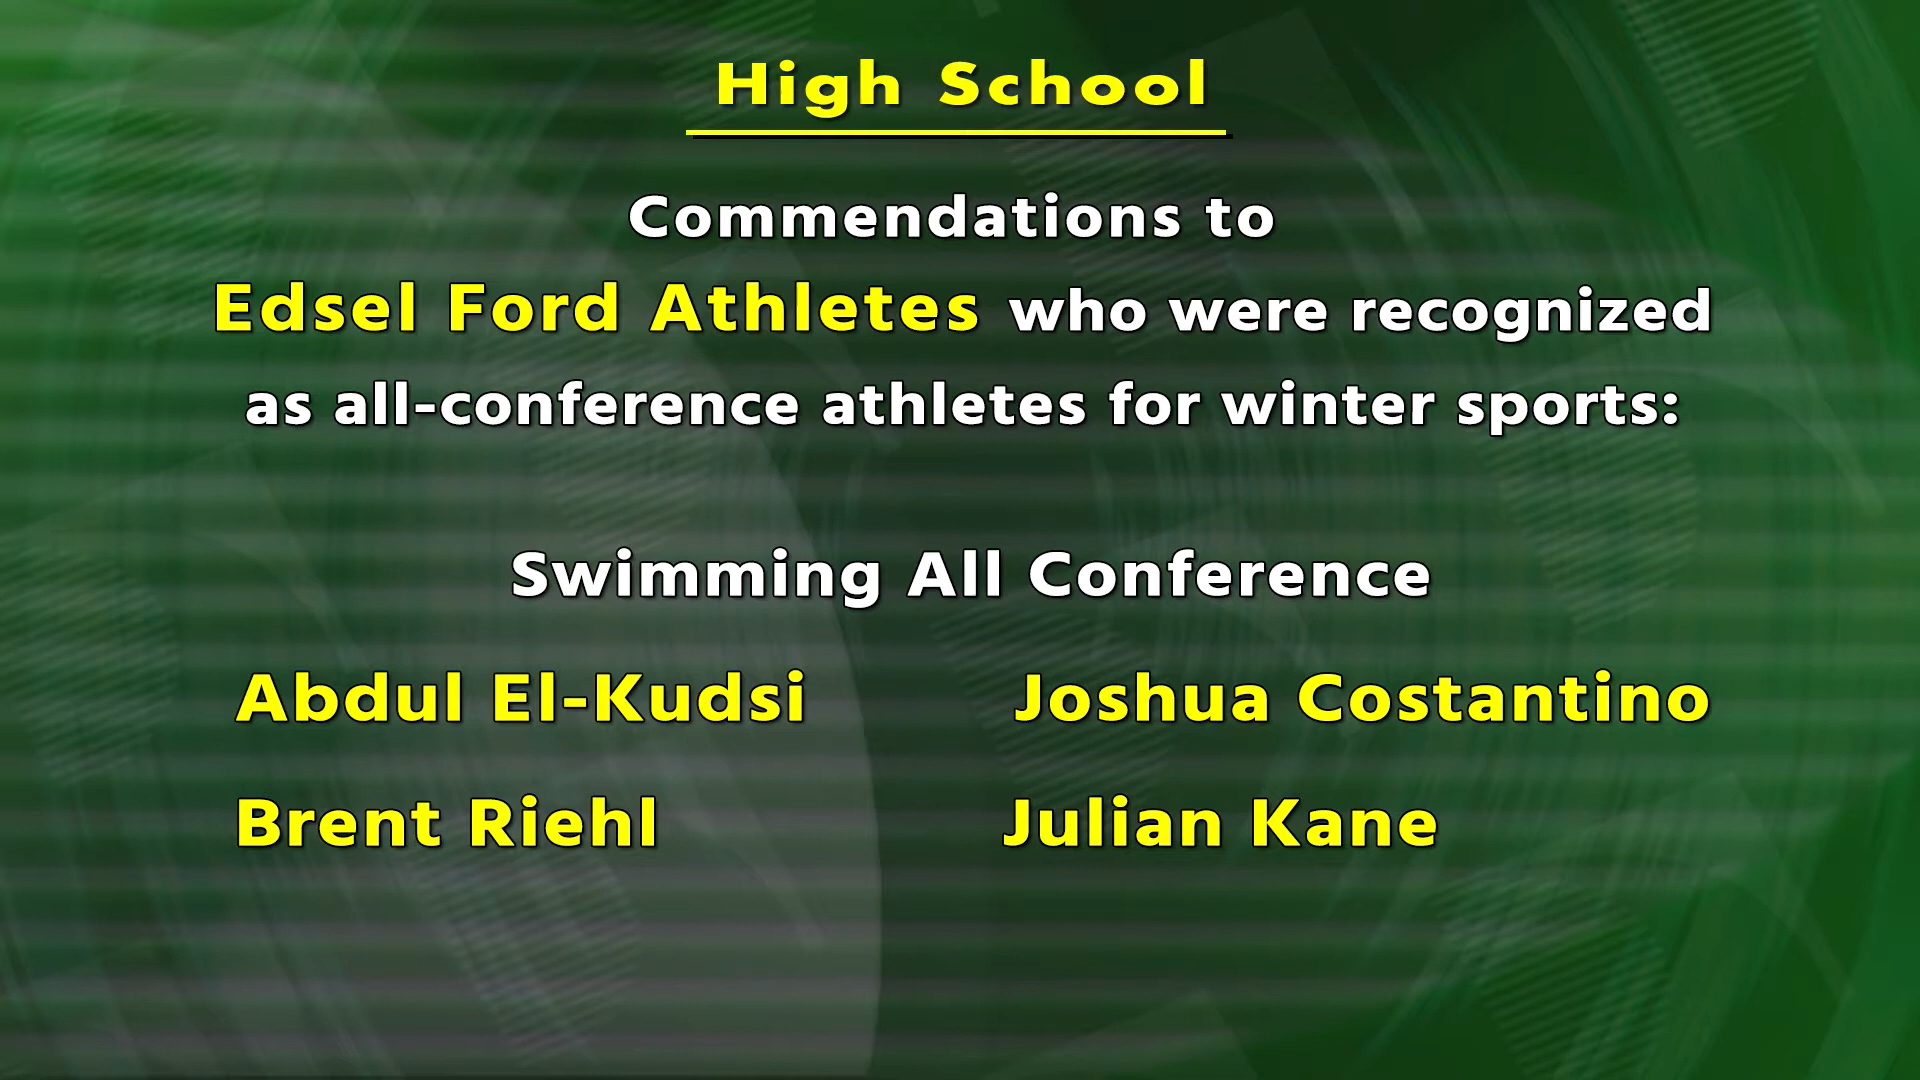 High School
Commendations to
Edsel Ford Athletes who were recognized
as all-conference athletes for winter sports:
Swimming All Conference
Abdul El-Kudsi Joshua Costantino
Brent Riehl Julian Kane